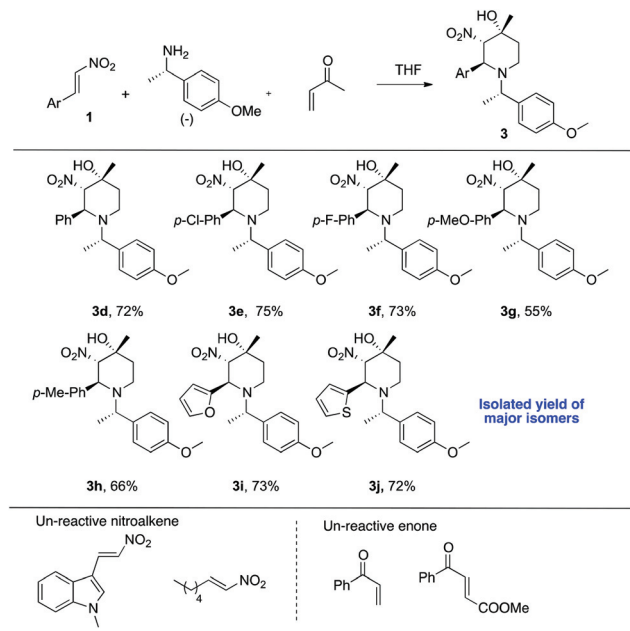 HO
O₂N
NO₂
NH₂
O
Ar
N
THF
Ar
OMe
O
1
+
(-)
+
3
HO HO HO HO
O₂N O₂N O₂N O₂N
Ph N p-Cl-Ph N p-F-Ph N p-MeO-Ph N
O O O O
3d, 72% 3e, 75% 3f, 73% 3g, 55%
HO HO HO
O₂N O₂N O₂N
p-Me-Ph N O N S N
Isolated yield of
major isomers
O O O
3h, 66% 3i, 73% 3j, 72%
Un-reactive nitroalkene Un-reactive enone
NO₂
O O
NO₂ Ph Ph
4
N COOMe